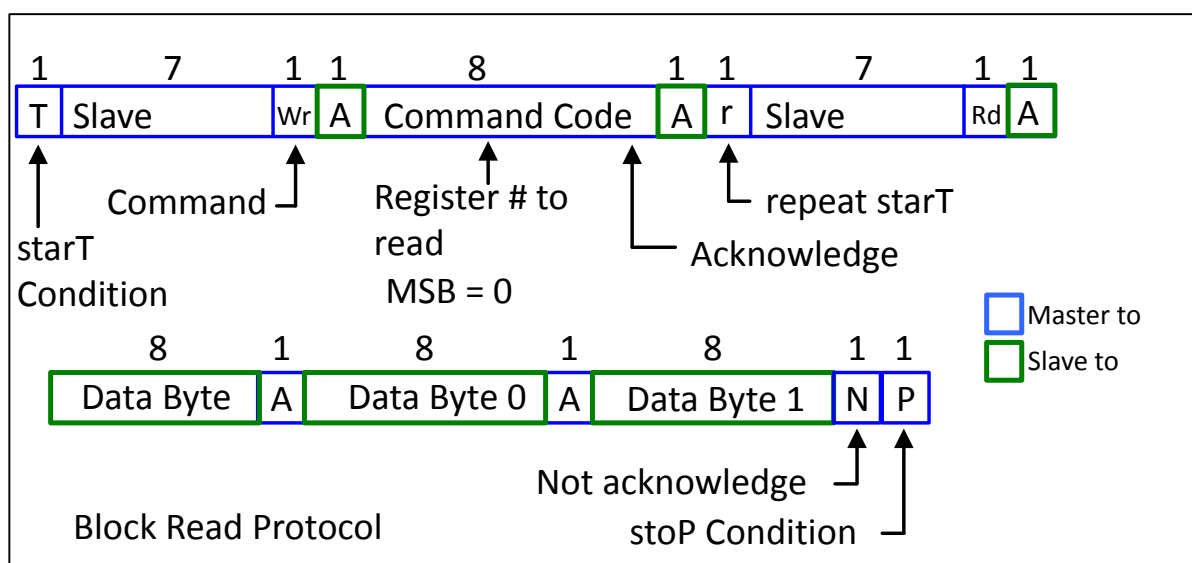 1 7 1 1 8 1 1 7 1 1
T Slave Wr A Command Code A r Slave Rd A
Command
Register # to
read
MSB = 0
repeat starT
Acknowledge
starT
Condition
Master to
Slave to
8 1 8 1 8 1 1
Data Byte A Data Byte 0 A Data Byte 1 N P
Not acknowledge
stoP Condition
Block Read Protocol